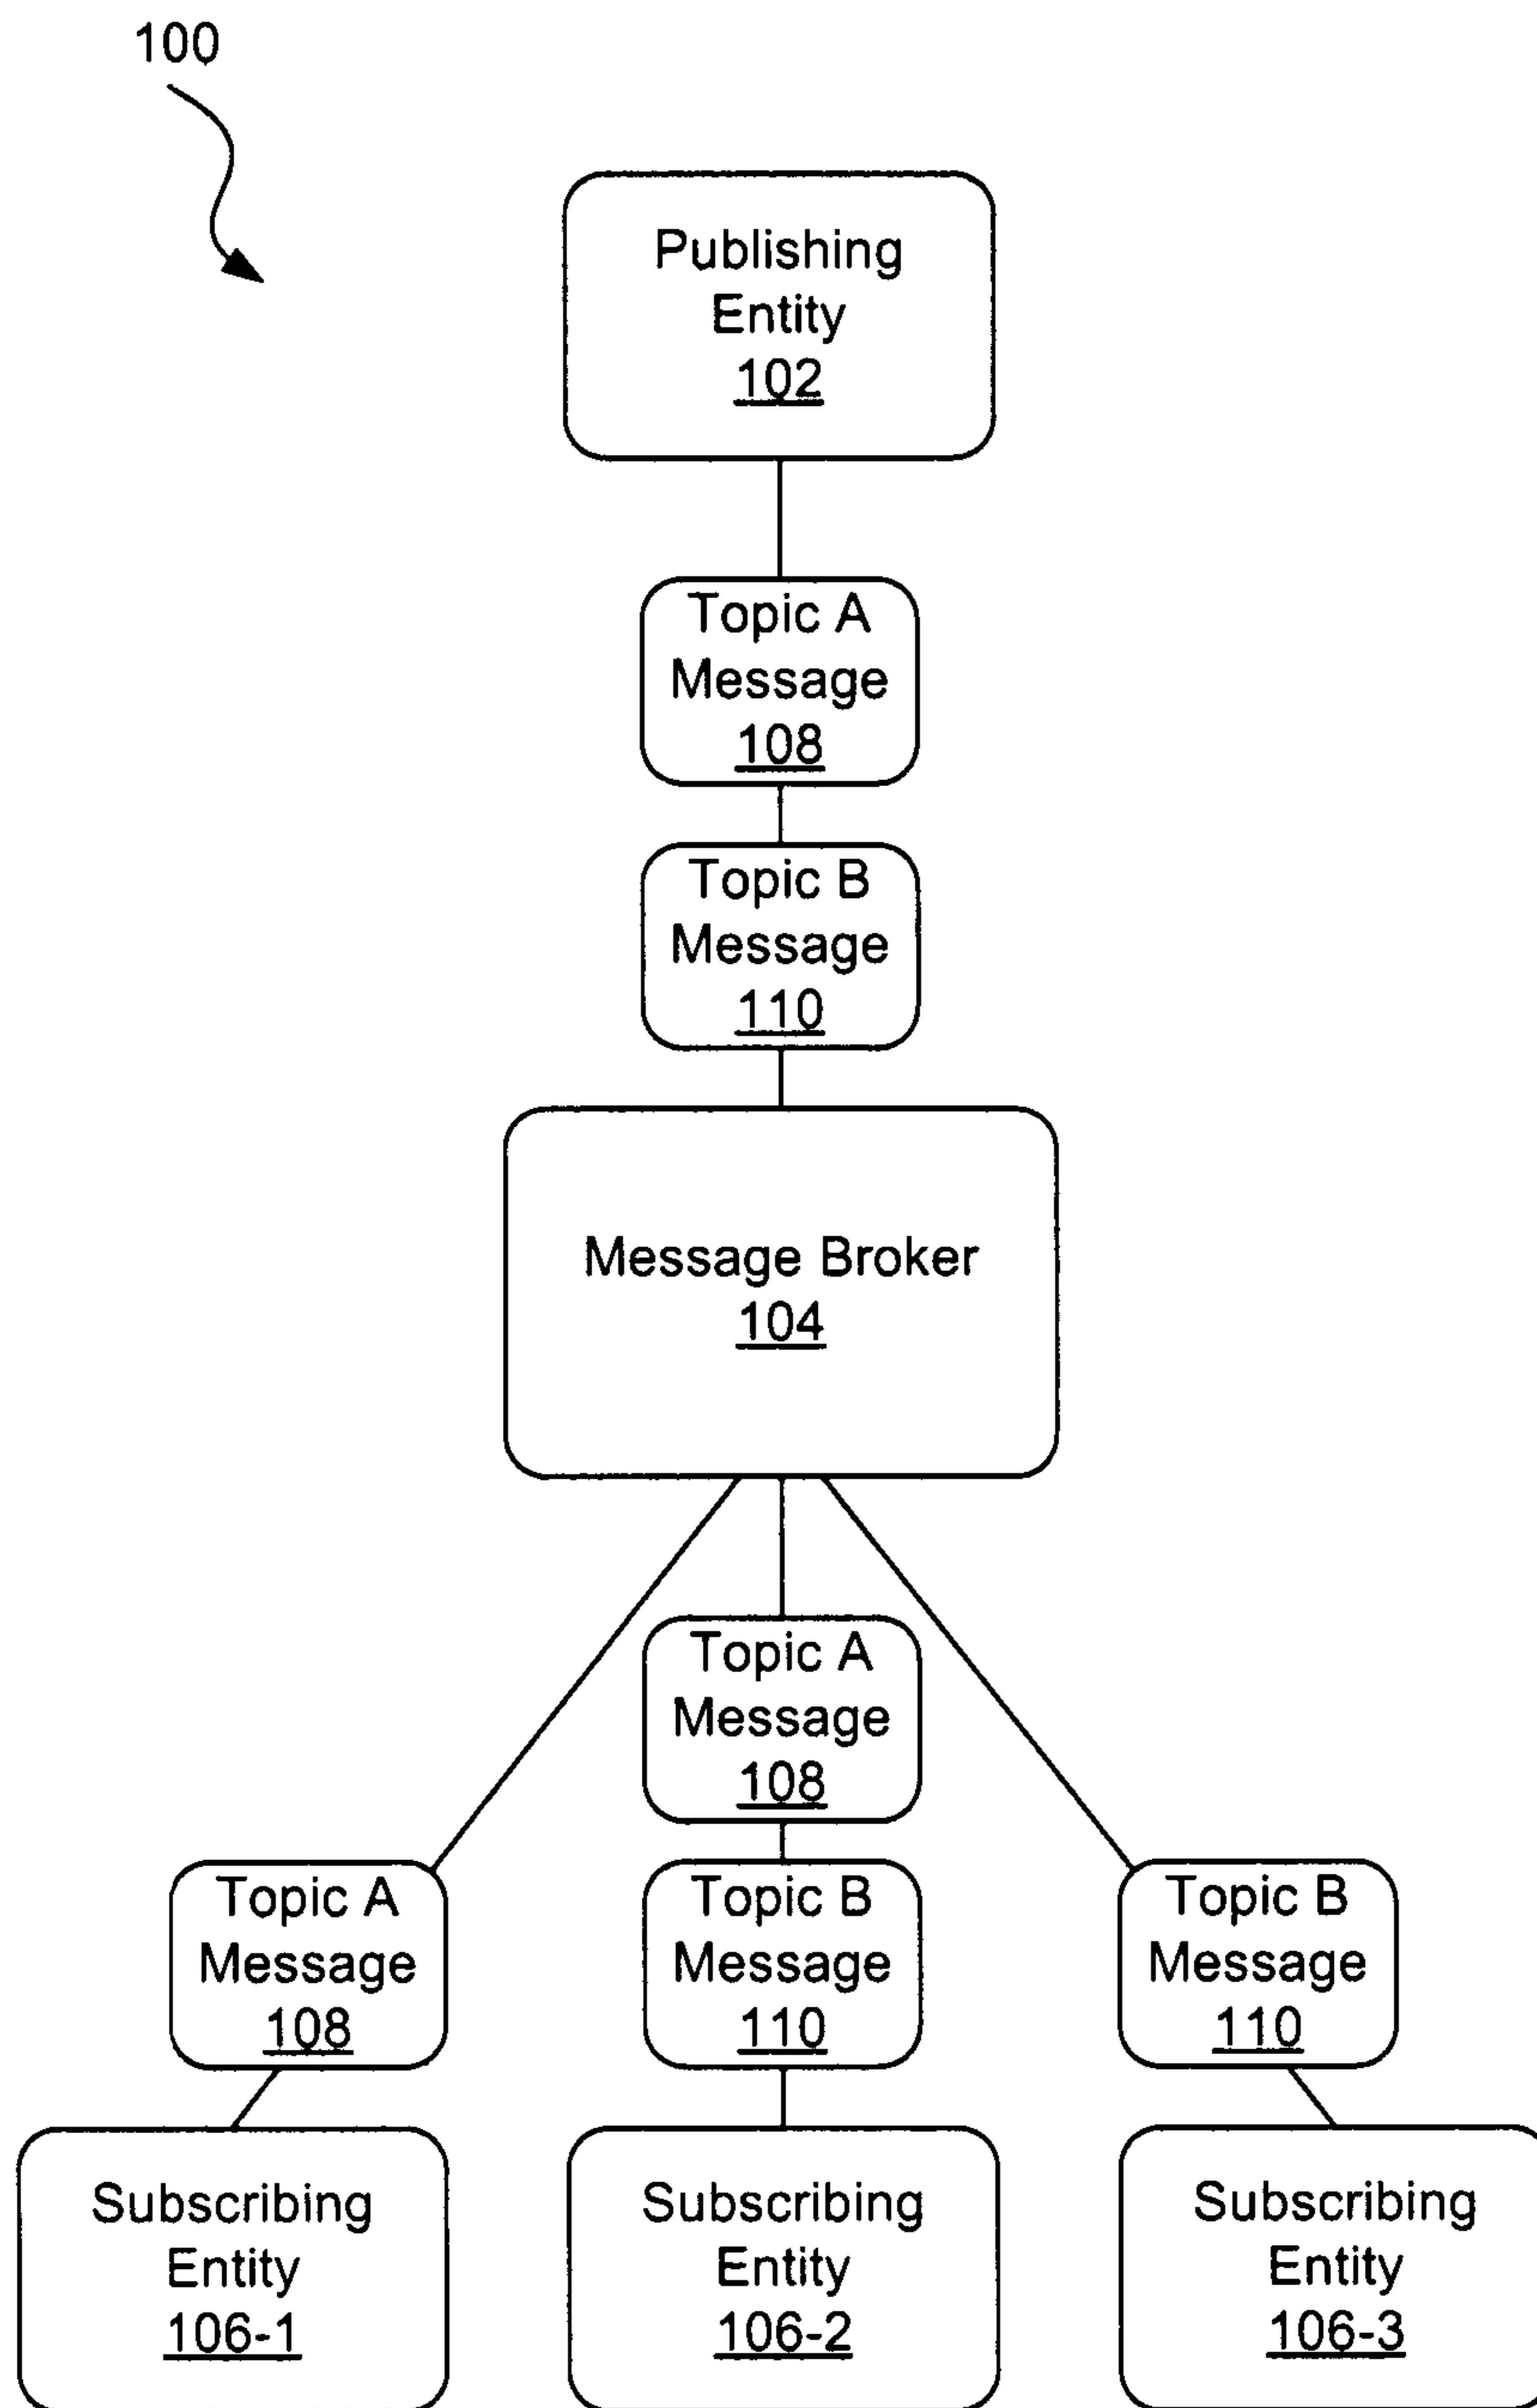 100
Publishing
Entity
102
Topic A
Message
108
Topic B
Message
110
Message Broker
104
Topic A
Message
108
Topic A
Message
108
Topic B
Message
110
Topic B
Message
110
Subscribing
Entity
106-1
Subscribing
Entity
106-2
Subscribing
Entity
106-3